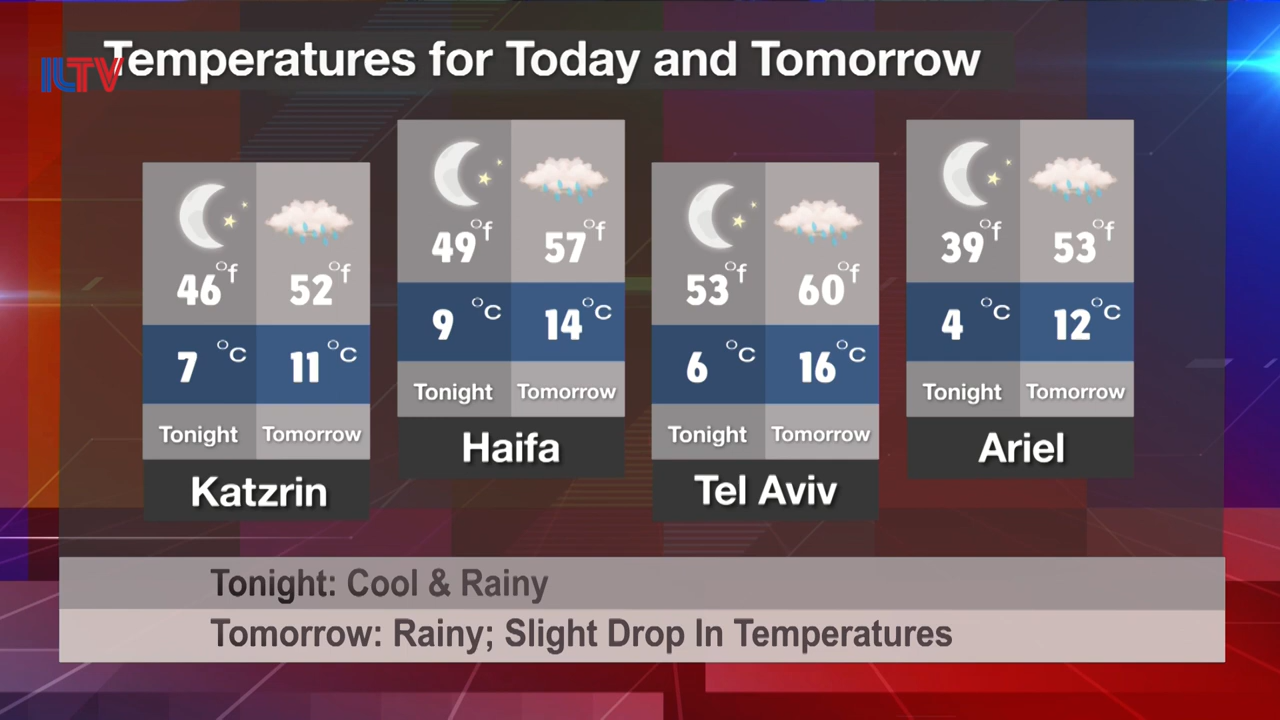 ILTV
Temperatures for Today and Tomorrow
46°f 52°f
7 °C 11 °C
Tonight Tomorrow
Katzrin
49°f 57°f
9 °C 14°C
Tonight Tomorrow
Haifa
53°f 60°f
6 °C 16°C
Tonight Tomorrow
Tel Aviv
39°f 53°f
4 °C 12°C
Tonight Tomorrow
Ariel
Tonight: Cool & Rainy
Tomorrow: Rainy; Slight Drop In Temperatures